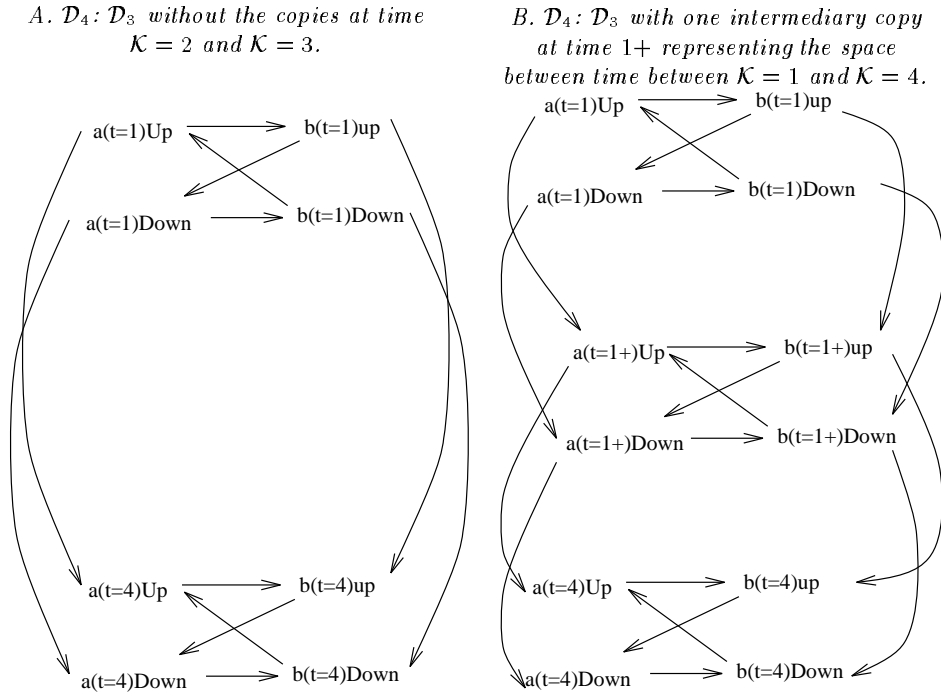 A. 𝒟₄: 𝒟₃ without the copies at time
𝒦 = 2 and 𝒦 = 3.
a(t=1)Up
b(t=1)up
a(t=1)Down
b(t=1)Down
a(t=4)Up
b(t=4)up
a(t=4)Down
b(t=4)Down
B. 𝒟₄: 𝒟₃ with one intermediary copy
at time 1+ representing the space
between time between 𝒦 = 1 and 𝒦 = 4.
a(t=1)Up
b(t=1)up
a(t=1)Down
b(t=1)Down
a(t=1+)Up
b(t=1+)up
a(t=1+)Down
b(t=1+)Down
a(t=4)Up
b(t=4)up
a(t=4)Down
b(t=4)Down